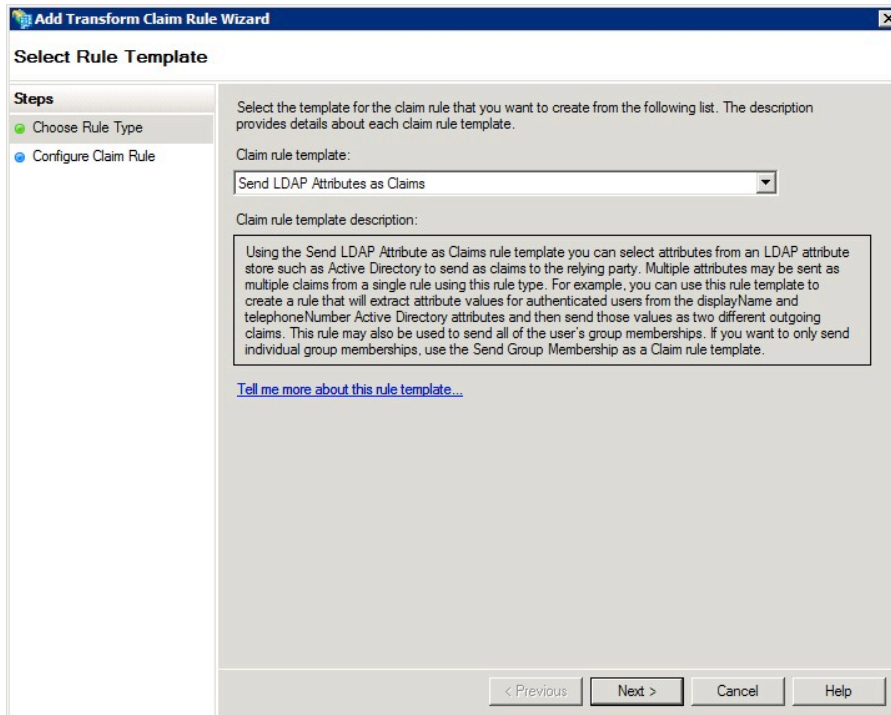 Add Transform Claim Rule Wizard
Select Rule Template
Steps
Choose Rule Type
Configure Claim Rule
Select the template for the claim rule that you want to create from the following list. The description
provides details about each claim rule template.
Claim rule template:
Send LDAP Attributes as Claims
Claim rule template description:
Using the Send LDAP Attribute as Claims rule template you can select attributes from an LDAP attribute
store such as Active Directory to send as claims to the relying party. Multiple attributes may be sent as
multiple claims from a single rule using this rule type. For example, you can use this rule template to
create a rule that will extract attribute values for authenticated users from the displayName and
telephoneNumber Active Directory attributes and then send those values as two different outgoing
claims. This rule may also be used to send all of the user's group memberships. If you want to only send
individual group memberships, use the Send Group Membership as a Claim rule template.
Tell me more about this rule template...
< Previous
Next >
Cancel
Help